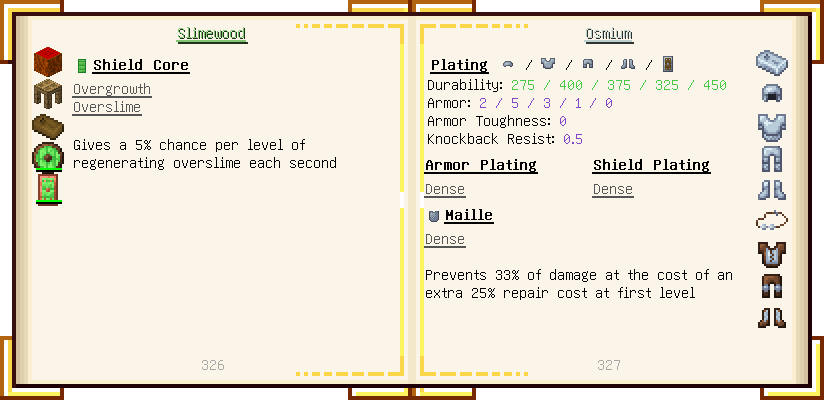 Slimewood
Shield Core
Overgrowth
Overslime
Gives a 5% chance per level of
regenerating overslime each second
326
Osmium
Plating / / / /
Durability: 275 / 400 / 375 / 325 / 450
Armor: 2 / 5 / 3 / 1 / 0
Armor Toughness: 0
Knockback Resist: 0.5
Armor Plating Shield Plating
Dense Dense
Maille
Dense
Prevents 33% of damage at the cost of an
extra 25% repair cost at first level
327